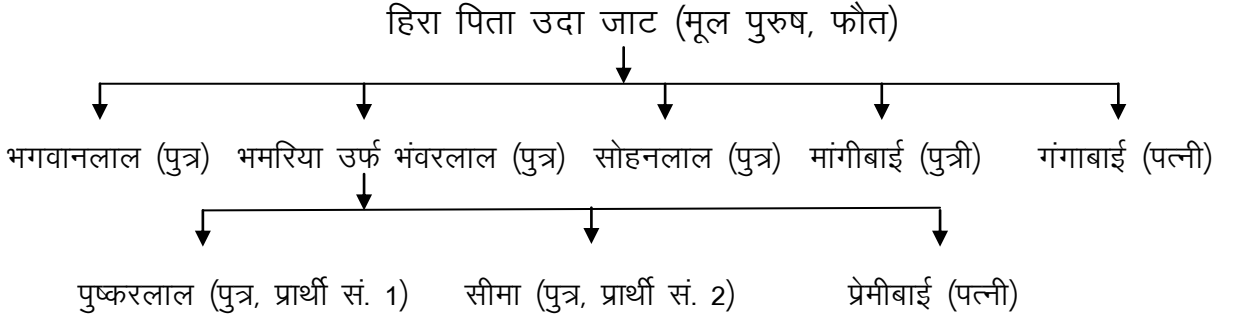 हिरा पिता उदा जाट (मूल पुरुष, फौत)
भगवानलाल (पुत्र) भमरिया उर्फ भंवरलाल (पुत्र) सोहनलाल (पुत्र) मांगीबाई (पुत्री) गंगाबाई (पत्नी)
पुष्करलाल (पुत्र, प्रार्थी सं. 1) सीमा (पुत्र, प्रार्थी सं. 2) प्रेमीबाई (पत्नी)